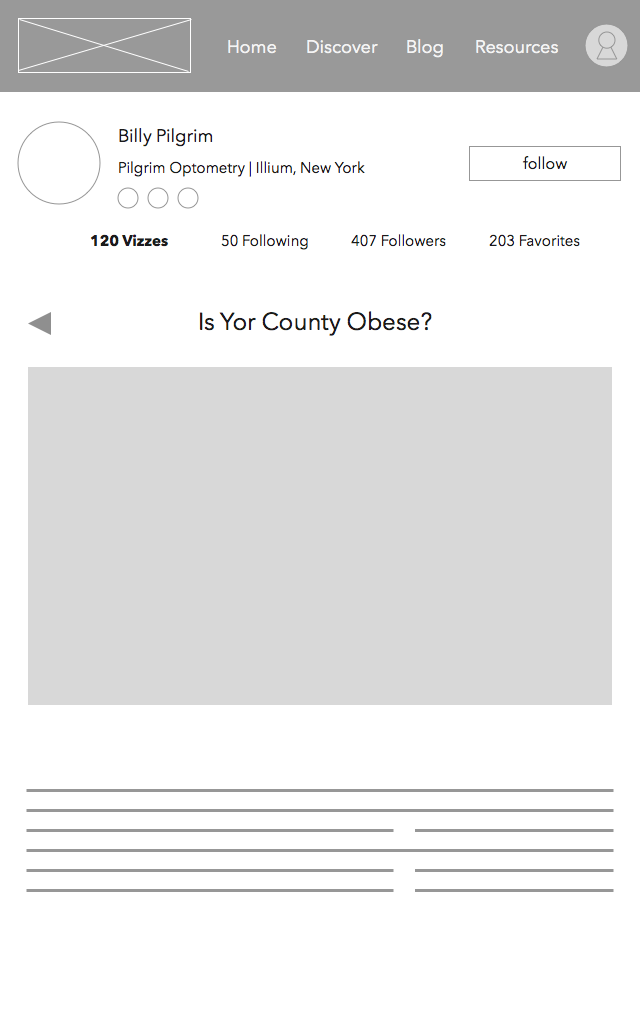 Home Discover Blog Resources
Billy Pilgrim
Pilgrim Optometry | Illium, New York
follow
120 Vizzes 50 Following 407 Followers 203 Favorites
Is Yor County Obese?